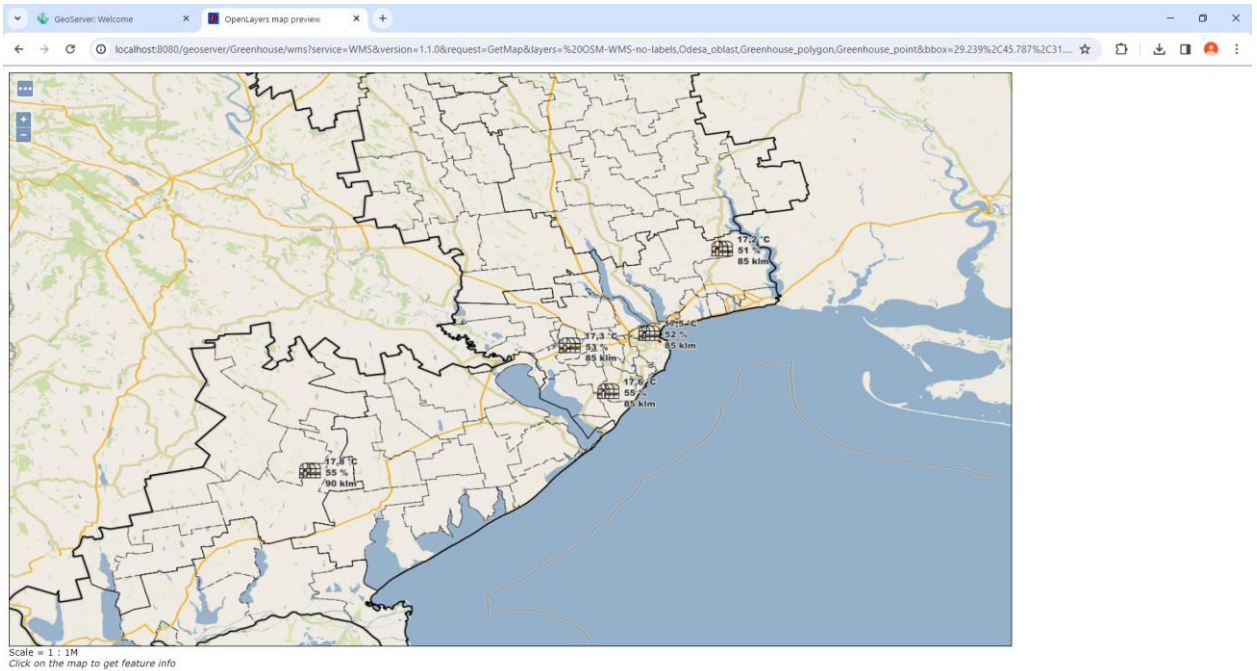 GeoServer: Welcome
OpenLayers map preview
localhost:8080/geoserver/Greenhouse/wms?service=WMS&version=1.1.0&request=GetMap&layers=%20OSM-WMS-no-labels,Odesa_oblast,Greenhouse_polygon,Greenhouse_point&bbox=29.239%2C45.787%2C31....
+
−
17,2 °C
51 %
85 klm
17,5 °C
52 %
85 klm
17,3 °C
53 %
85 klm
17,6 °C
55 %
85 klm
17,8 °C
55 %
90 klm
Scale = 1 : 1M
Click on the map to get feature info